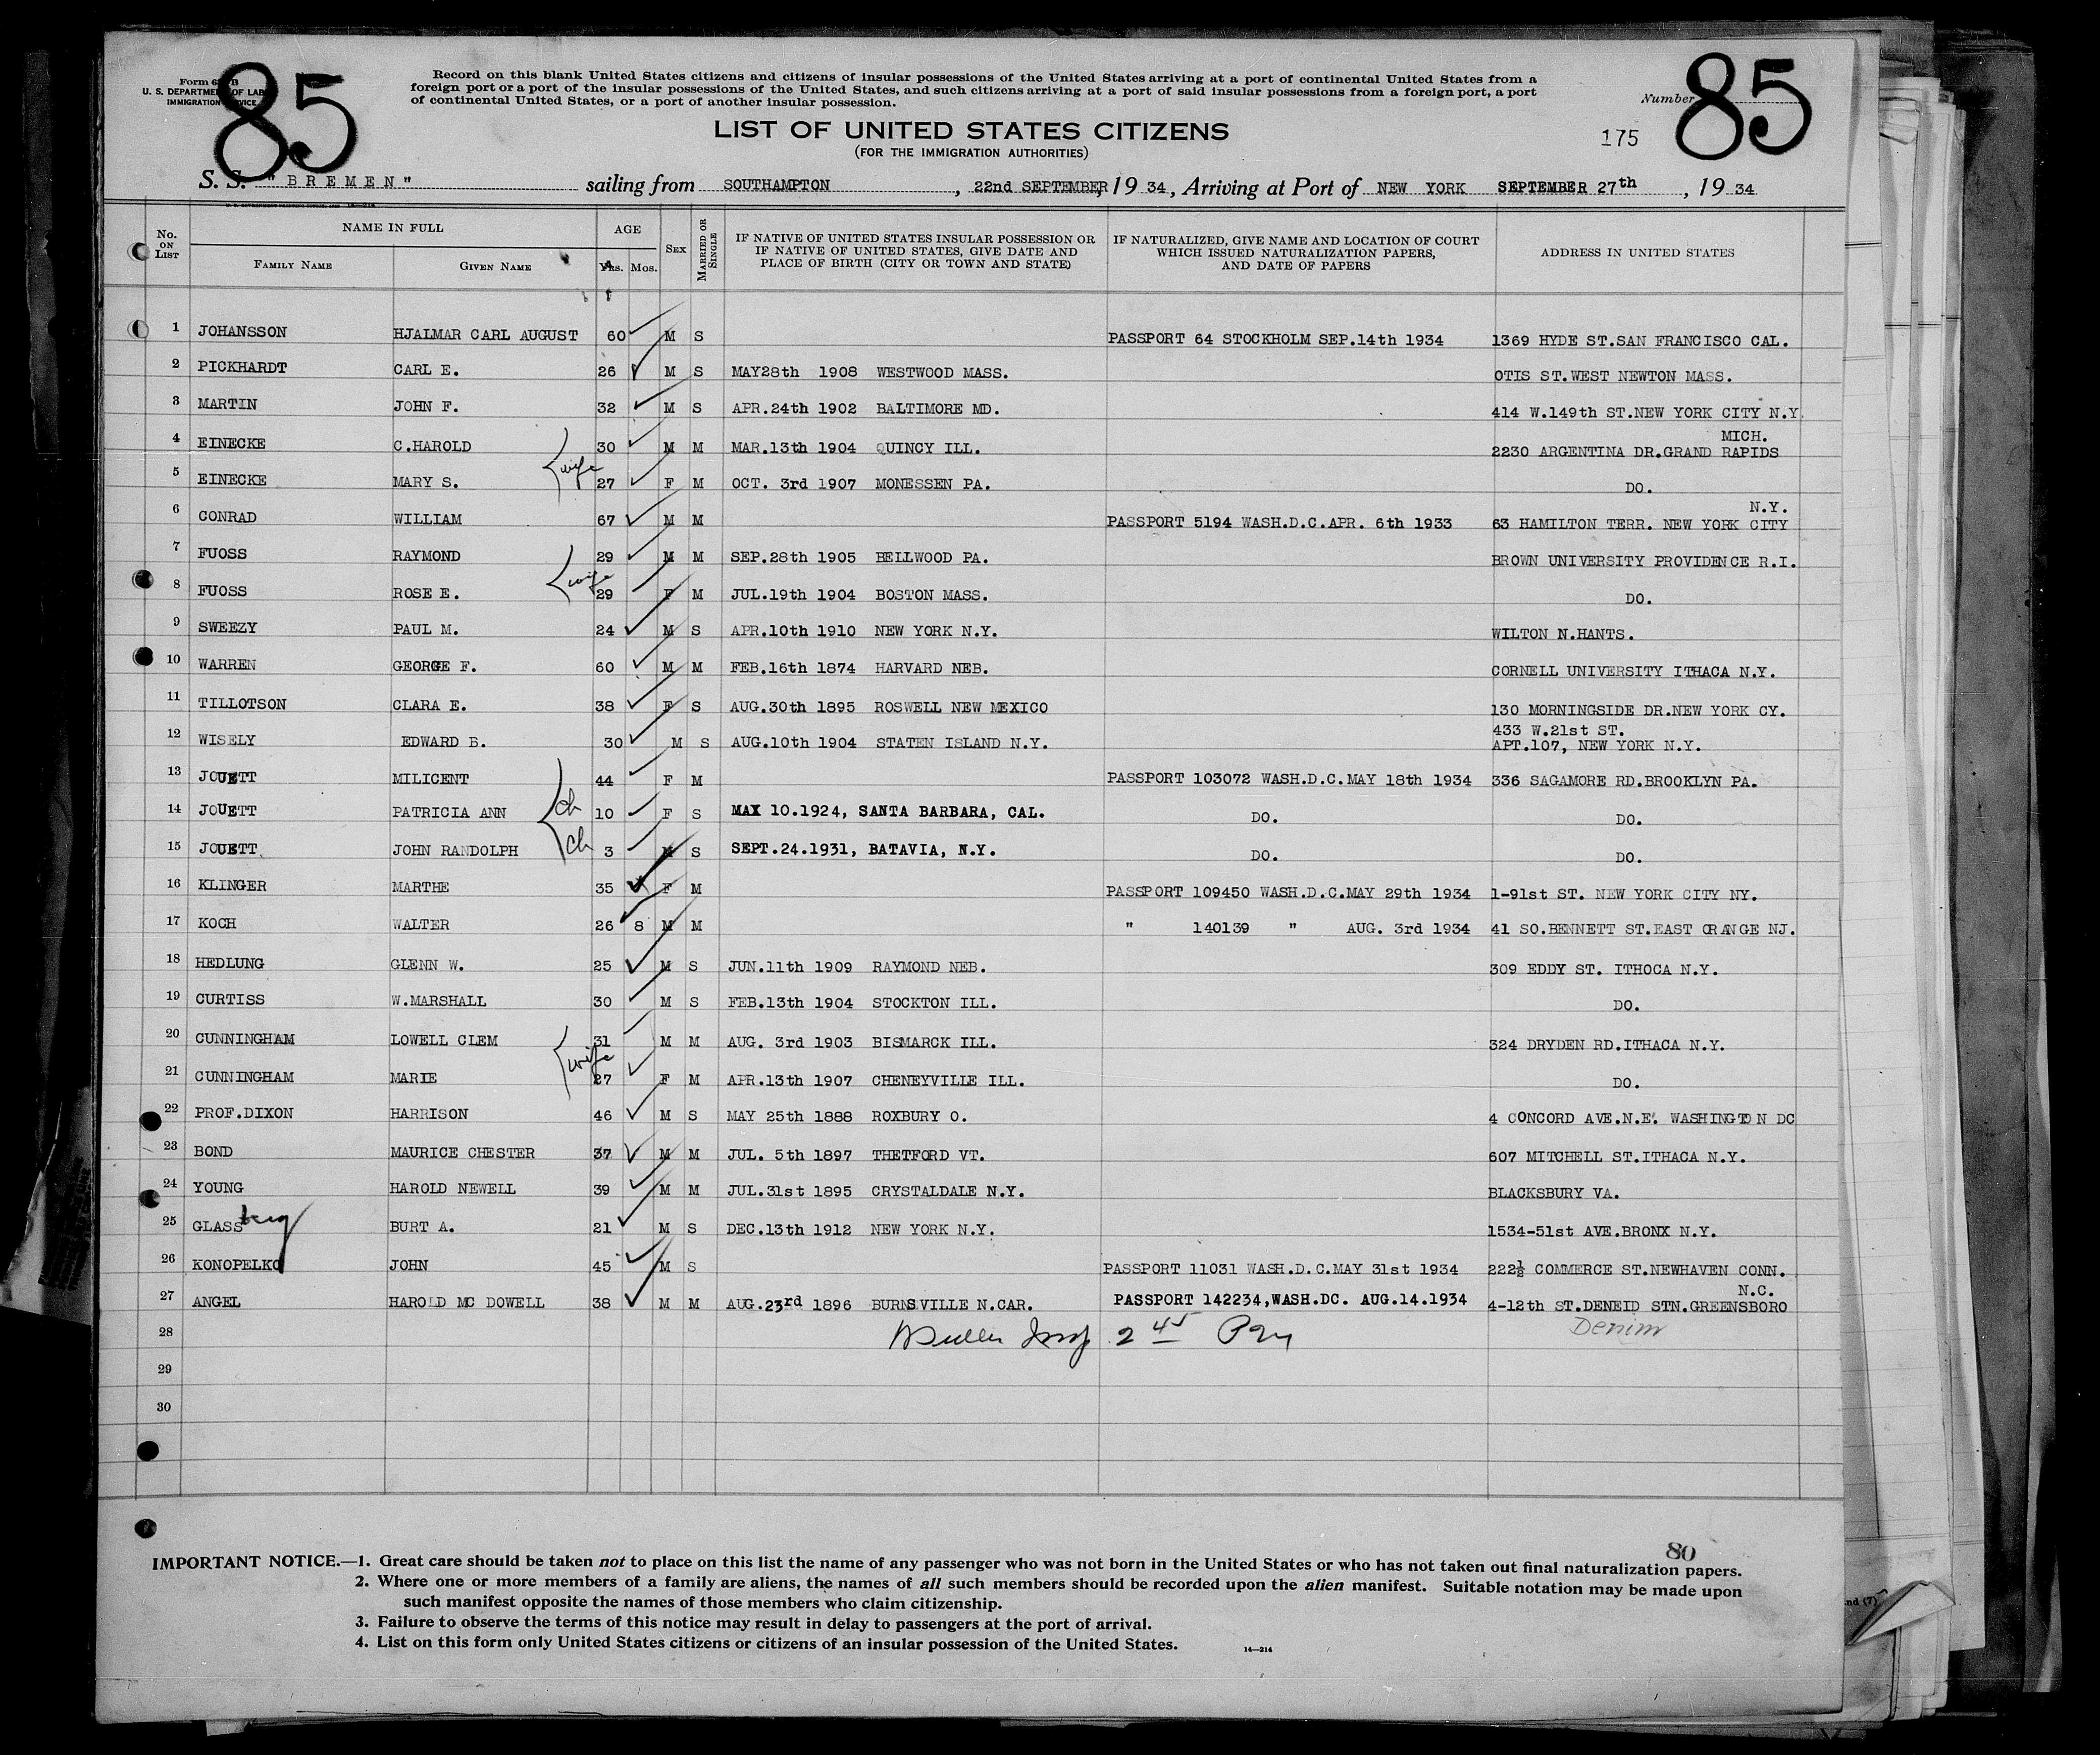 Form 6 B
U. S. DEPARTMENT OF LAB
IMMIGRATION SERVICE
85
Record on this blank United States citizens and citizens of insular possessions of the United States arriving at a port of continental United States from a
foreign port or a port of the insular possessions of the United States, and such citizens arriving at a port of said insular possessions from a foreign port, a port
of continental United States, or a port of another insular possession.
Number
85
LIST OF UNITED STATES CITIZENS
(FOR THE IMMIGRATION AUTHORITIES)
175
S. S. "BREMEN" sailing from SOUTHAMPTON, 22nd SEPTEMBER, 19 34, Arriving at Port of NEW YORK SEPTEMBER 27th, 19 34
No. ON LIST NAME IN FULL FAMILY NAME GIVEN NAME AGE Yrs. Mos. SEX MARRIED OR SINGLE IF NATIVE OF UNITED STATES INSULAR POSSESSION OR IF NATIVE OF UNITED STATES, GIVE DATE AND PLACE OF BIRTH (CITY OR TOWN AND STATE) IF NATURALIZED, GIVE NAME AND LOCATION OF COURT WHICH ISSUED NATURALIZATION PAPERS, AND DATE OF PAPERS ADDRESS IN UNITED STATES
1 JOHANSSON HJALMAR CARL AUGUST 60 M S PASSPORT 64 STOCKHOLM SEP.14th 1934 1369 HYDE ST.SAN FRANCISCO CAL.
2 PICKHARDT CARL E. 26 M S MAY28th 1908 WESTWOOD MASS. OTIS ST.WEST NEWTON MASS.
3 MARTIN JOHN F. 32 M S APR.24th 1902 BALTIMORE MD. 414 W.149th ST.NEW YORK CITY N.Y.
4 EINECKE C.HAROLD 30 M M MAR.13th 1904 QUINCY ILL. 2230 ARGENTINA DR.GRAND RAPIDS MICH.
wife
5 EINECKE MARY S. 27 F M OCT. 3rd 1907 MONESSEN PA. DO.
6 CONRAD WILLIAM 67 M M PASSPORT 5194 WASH.D.C.APR. 6th 1933 63 HAMILTON TERR. NEW YORK CITY N.Y.
7 FUOSS RAYMOND 29 M M SEP.28th 1905 BELLWOOD PA. BROWN UNIVERSITY PROVIDENCE R.I.
wife
8 FUOSS ROSE E. 29 F M JUL.19th 1904 BOSTON MASS. DO.
9 SWEEZY PAUL M. 24 M S APR.10th 1910 NEW YORK N.Y. WILTON N.HANTS.
10 WARREN GEORGE F. 60 M M FEB.16th 1874 HARVARD NEB. CORNELL UNIVERSITY ITHACA N.Y.
11 TILLOTSON CLARA E. 38 F S AUG.30th 1895 ROSWELL NEW MEXICO 130 MORNINGSIDE DR.NEW YORK CY.
12 WISELY EDWARD B. 30 M S AUG.10th 1904 STATEN ISLAND N.Y. 433 W.21st ST. APT.107, NEW YORK N.Y.
13 JOUETT MILICENT 44 F M PASSPORT 103072 WASH.D.C.MAY 18th 1934 336 SAGAMORE RD.BROOKLYN PA.
14 JOUETT PATRICIA ANN ch 10 F S MAX 10.1924, SANTA BARBARA, CAL. DO. DO.
15 JOUETT JOHN RANDOLPH ch 3 M S SEPT.24.1931, BATAVIA, N.Y. DO. DO.
16 KLINGER MARTHE 35 F M PASSPORT 109450 WASH.D.C.MAY 29th 1934 1-91st ST. NEW YORK CITY NY.
17 KOCH WALTER 26 8 M M " 140139 " AUG. 3rd 1934 41 SO.BENNETT ST.EAST ORANGE NJ.
18 HEDLUNG GLENN W. 25 M S JUN.11th 1909 RAYMOND NEB. 309 EDDY ST. ITHOCA N.Y.
19 CURTISS W.MARSHALL 30 M S FEB.13th 1904 STOCKTON ILL. DO.
20 CUNNINGHAM LOWELL CLEM 31 M M AUG. 3rd 1903 BISMARCK ILL. 324 DRYDEN RD.ITHACA N.Y.
wife
21 CUNNINGHAM MARIE 27 F M APR.13th 1907 CHENEYVILLE ILL. DO.
22 PROF.DIXON HARRISON 46 M S MAY 25th 1888 ROXBURY O. 4 CONCORD AVE.N.E. WASHINGTON DC
23 BOND MAURICE CHESTER 37 M M JUL. 5th 1897 THETFORD VT. 607 MITCHELL ST.ITHACA N.Y.
24 YOUNG HAROLD NEWELL 39 M M JUL.31st 1895 CRYSTALDALE N.Y. BLACKSBURY VA.
25 GLASSberg BURT A. 21 M S DEC.13th 1912 NEW YORK N.Y. 1534-51st AVE.BRONX N.Y.
26 KONOPELKO JOHN 45 M S PASSPORT 11031 WASH.D.C.MAY 31st 1934 222½ COMMERCE ST.NEWHAVEN CONN.
27 ANGEL HAROLD MC DOWELL 38 M M AUG.23rd 1896 BURNSVILLE N.CAR. PASSPORT 142234,WASH.DC. AUG.14.1934 4-12th ST.DENEID STN.GREENSBORO N.C.
28 2 45 Denim
29
30
80
IMPORTANT NOTICE.—1. Great care should be taken not to place on this list the name of any passenger who was not born in the United States or who has not taken out final naturalization papers.
2. Where one or more members of a family are aliens, the names of all such members should be recorded upon the alien manifest. Suitable notation may be made upon
such manifest opposite the names of those members who claim citizenship.
3. Failure to observe the terms of this notice may result in delay to passengers at the port of arrival.
4. List on this form only United States citizens or citizens of an insular possession of the United States.
14—214
nd (7)